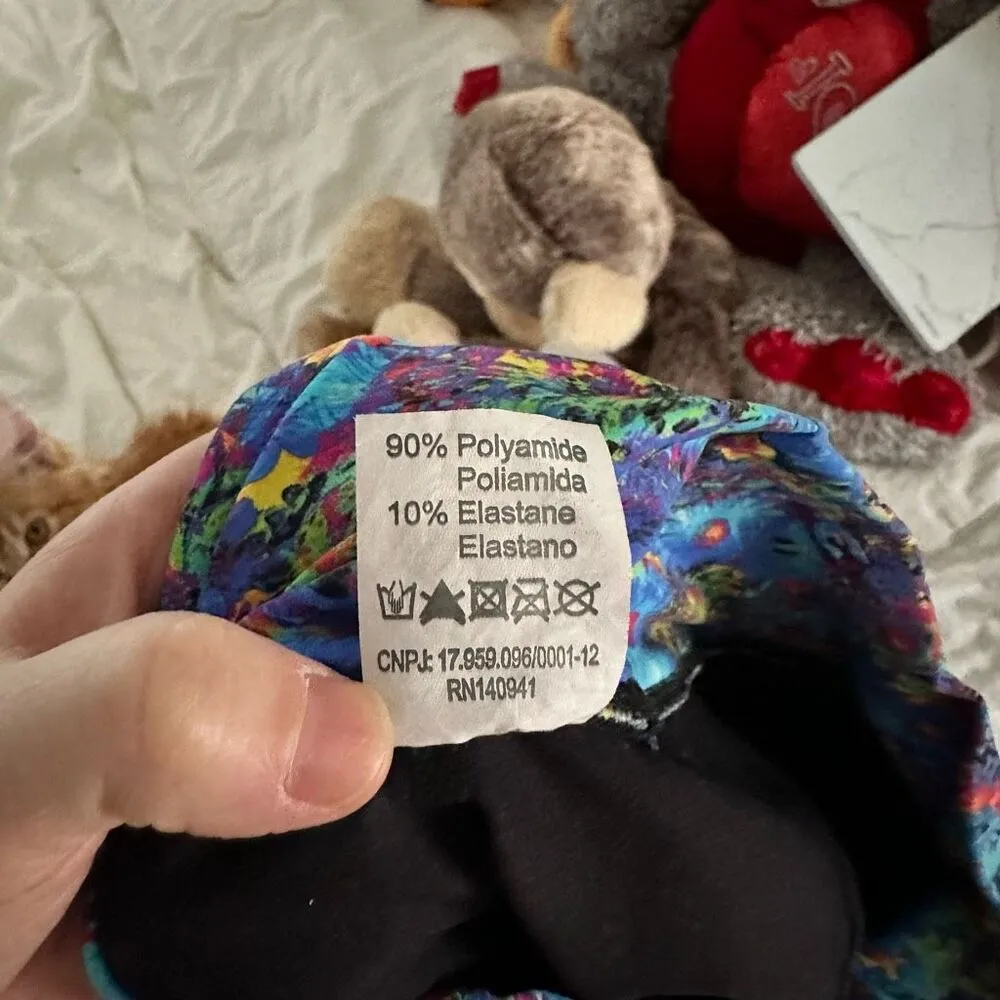 90% Polyamide
Poliamida
10% Elastane
Elastano
CNPJ: 17.959.096/0001-12
RN140941